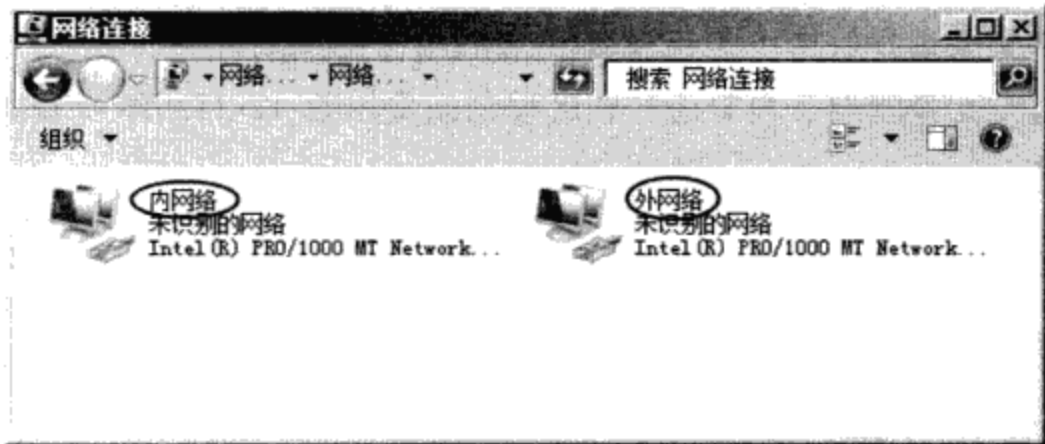 网络连接
网络... 网络... 搜索 网络连接
组织
内网络 外网络
未识别的网络 未识别的网络
Intel(R) PRO/1000 MT Network... Intel(R) PRO/1000 MT Network...